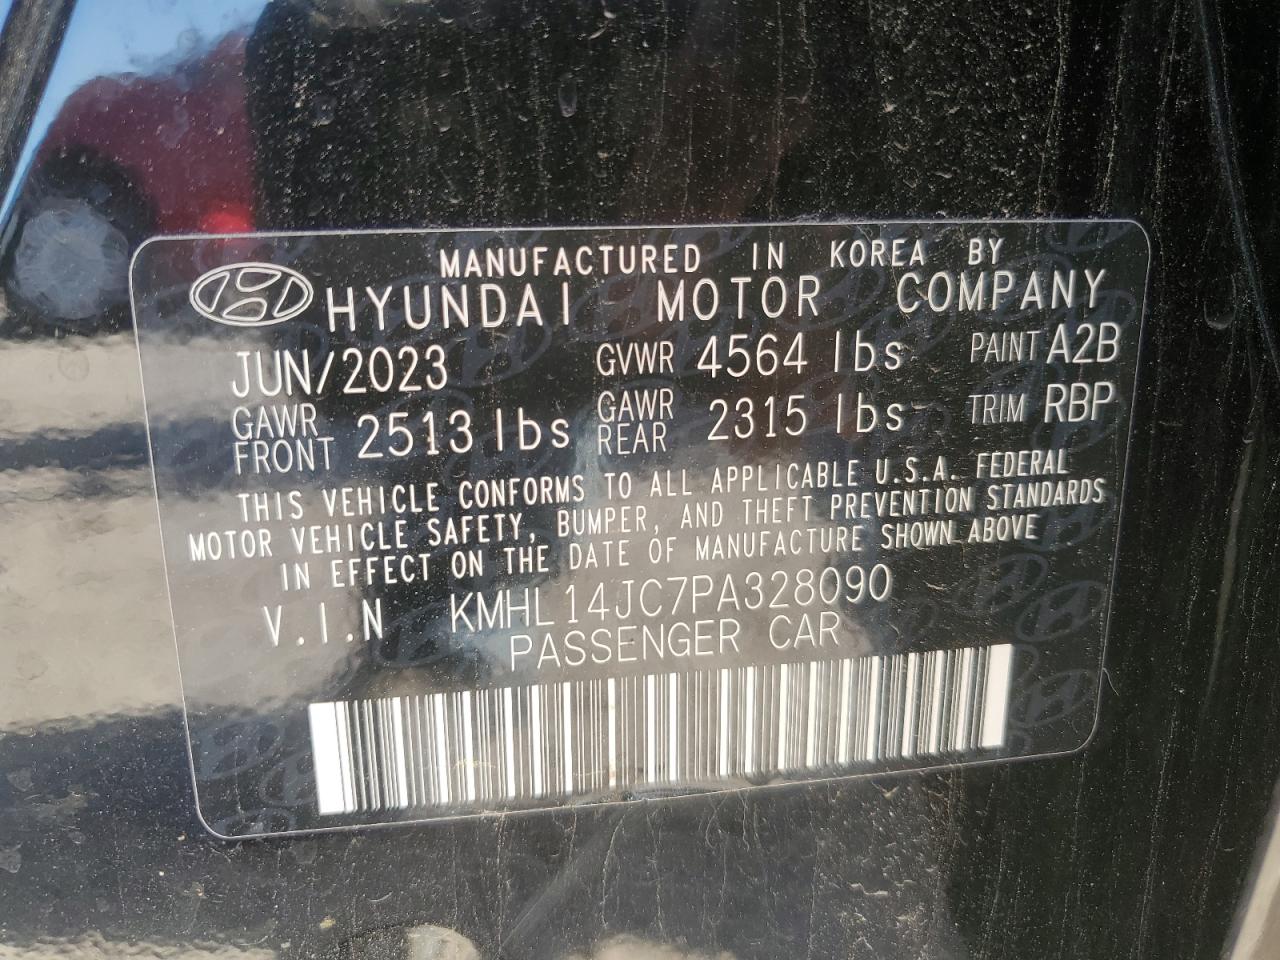 MANUFACTURED IN KOREA BY
HYUNDAI MOTOR COMPANY
JUN/2023 GVWR 4564 lbs PAINT A2B
GAWR FRONT 2513 lbs GAWR REAR 2315 lbs TRIM RBP
THIS VEHICLE CONFORMS TO ALL APPLICABLE U.S.A. FEDERAL
MOTOR VEHICLE SAFETY, BUMPER, AND THEFT PREVENTION STANDARDS
IN EFFECT ON THE DATE OF MANUFACTURE SHOWN ABOVE
V.I.N KMHL14JC7PA328090
PASSENGER CAR